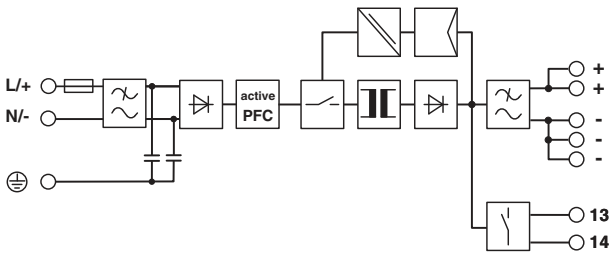 L/+
N/-
active
PFC
+
+
-
-
-
13
14